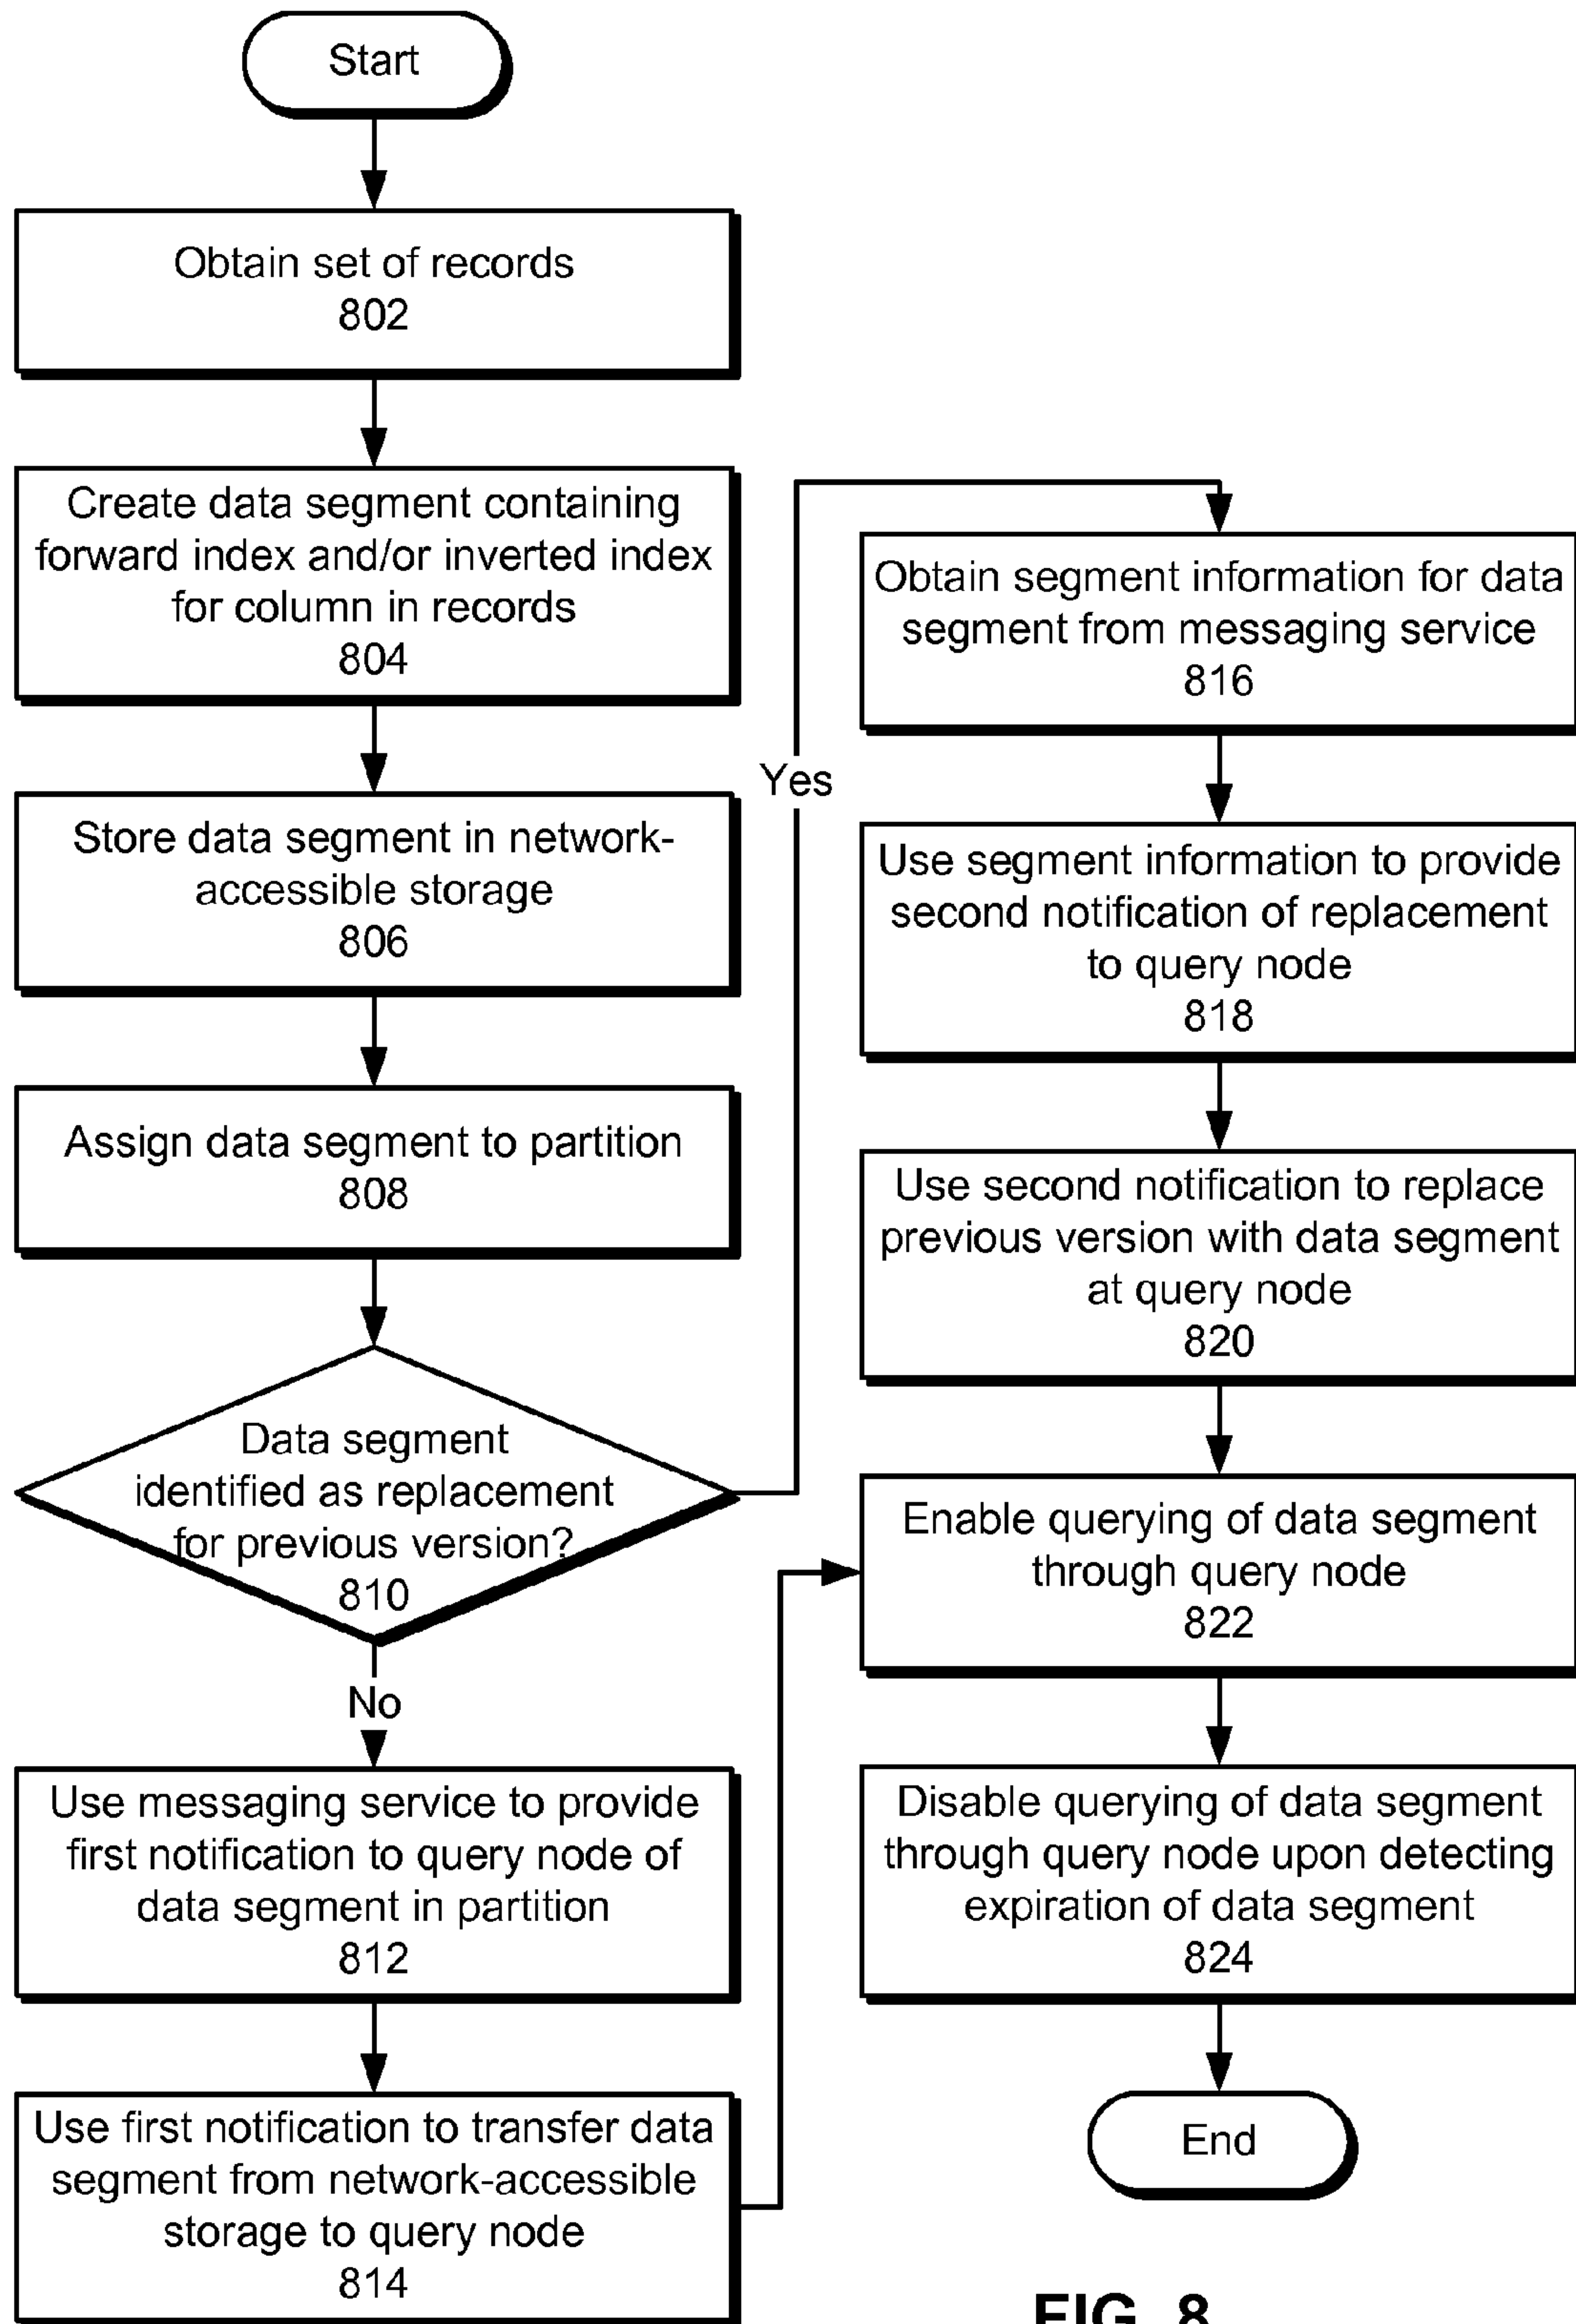 Start
Obtain set of records
802
Create data segment containing
forward index and/or inverted index
for column in records
804
Store data segment in network-
accessible storage
806
Assign data segment to partition
808
Data segment
identified as replacement
for previous version?
810
Yes
No
Use messaging service to provide
first notification to query node of
data segment in partition
812
Use first notification to transfer data
segment from network-accessible
storage to query node
814
Obtain segment information for data
segment from messaging service
816
Use segment information to provide
second notification of replacement
to query node
818
Use second notification to replace
previous version with data segment
at query node
820
Enable querying of data segment
through query node
822
Disable querying of data segment
through query node upon detecting
expiration of data segment
824
End
FIG. 8